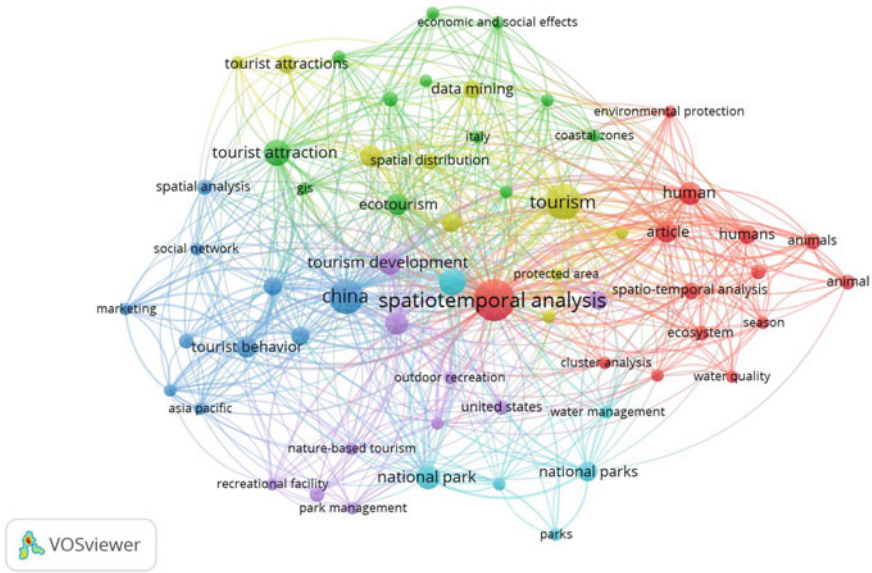 economic and social effects
tourist attractions
data mining
environmental protection
italy
coastal zones
tourist attraction
spatial distribution
spatial analysis
gis
human
ecotourism
tourism
article
humans
animals
social network
tourism development
protected area
animal
china
spatiotemporal analysis
spatio-temporal analysis
marketing
season
ecosystem
tourist behavior
cluster analysis
outdoor recreation
water quality
asia pacific
united states
water management
nature-based tourism
national park
national parks
recreational facility
park management
parks
VOSviewer